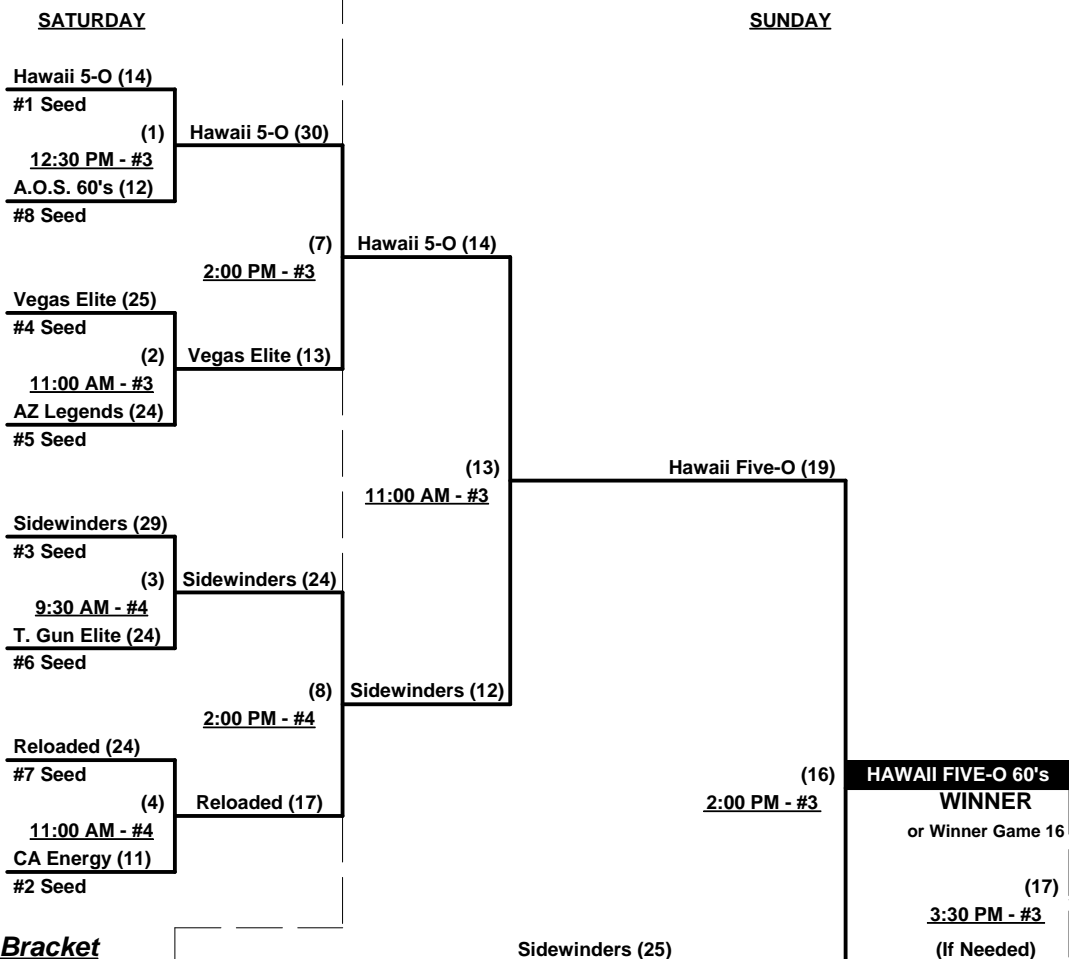 SATURDAY
SUNDAY
Hawaii 5-O (14)
#1 Seed
(1)
12:30 PM - #3
A.O.S. 60's (12)
#8 Seed
Hawaii 5-O (30)
(7)
2:00 PM - #3
Vegas Elite (25)
#4 Seed
(2)
11:00 AM - #3
AZ Legends (24)
#5 Seed
Vegas Elite (13)
Hawaii 5-O (14)
(13)
11:00 AM - #3
Sidewinders (29)
#3 Seed
(3)
9:30 AM - #4
T. Gun Elite (24)
#6 Seed
Sidewinders (24)
(8)
2:00 PM - #4
Reloaded (24)
#7 Seed
(4)
11:00 AM - #4
CA Energy (11)
#2 Seed
Reloaded (17)
Sidewinders (12)
Hawaii Five-O (19)
(16)
2:00 PM - #3
HAWAII FIVE-O 60's
WINNER
or Winner Game 16
(17)
3:30 PM - #3
(If Needed)
Bracket
Sidewinders (25)